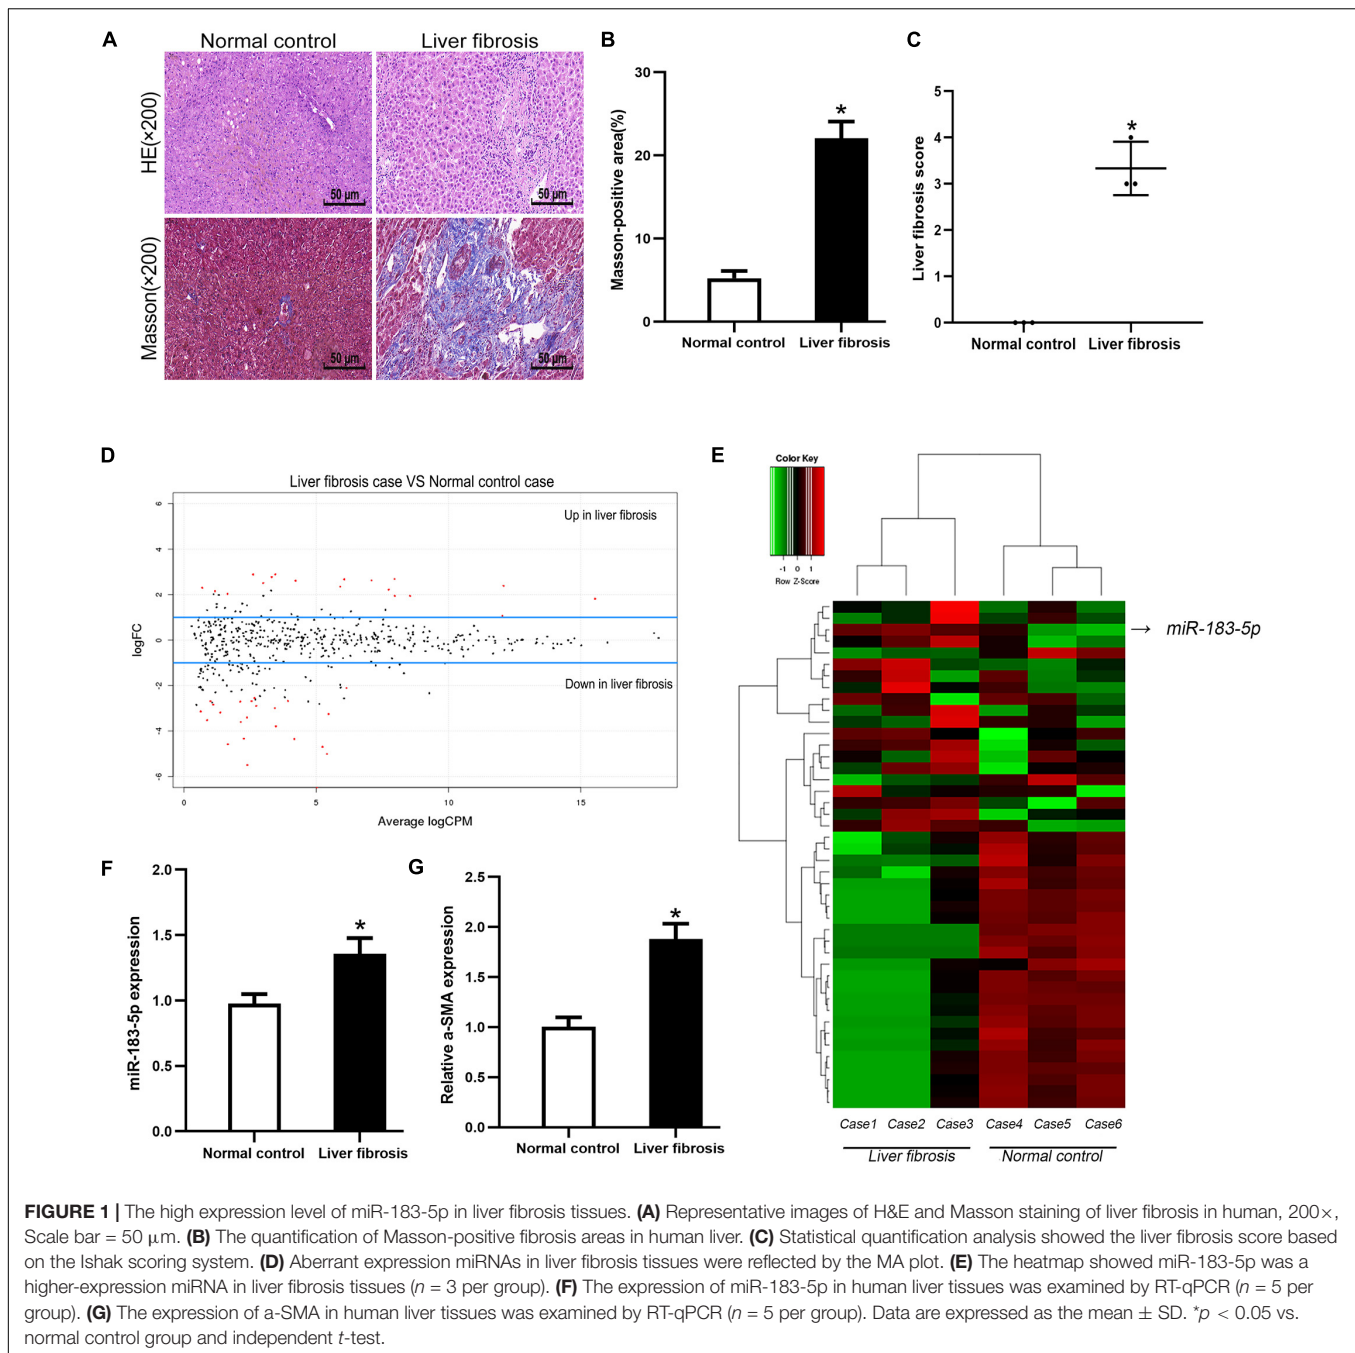 A
Normal control
Liver fibrosis
HE(×200)
50 μm
50 μm
Masson(×200)
50 μm
50 μm
B
Masson-positive area(%)
30
20
10
0
*
Normal control
Liver fibrosis
C
Liver fibrosis score
5
4
3
2
1
0
*
Normal control
Liver fibrosis
D
Liver fibrosis case VS Normal control case
Up in liver fibrosis
Down in liver fibrosis
logFC
6
4
2
0
-2
-4
-6
0
5
10
15
Average logCPM
E
Color Key
-1
0
1
Row Z-Score
→ miR-183-5p
Case1
Case2
Case3
Case4
Case5
Case6
Liver fibrosis
Normal control
F
miR-183-5p expression
2.0
1.5
1.0
0.5
0.0
*
Normal control
Liver fibrosis
G
Relative a-SMA expression
2.5
2.0
1.5
1.0
0.5
0.0
*
Normal control
Liver fibrosis
FIGURE 1 | The high expression level of miR-183-5p in liver fibrosis tissues. (A) Representative images of H&E and Masson staining of liver fibrosis in human, 200×,
Scale bar = 50 μm. (B) The quantification of Masson-positive fibrosis areas in human liver. (C) Statistical quantification analysis showed the liver fibrosis score based
on the Ishak scoring system. (D) Aberrant expression miRNAs in liver fibrosis tissues were reflected by the MA plot. (E) The heatmap showed miR-183-5p was a
higher-expression miRNA in liver fibrosis tissues (n = 3 per group). (F) The expression of miR-183-5p in human liver tissues was examined by RT-qPCR (n = 5 per
group). (G) The expression of a-SMA in human liver tissues was examined by RT-qPCR (n = 5 per group). Data are expressed as the mean ± SD. *p < 0.05 vs.
normal control group and independent t-test.